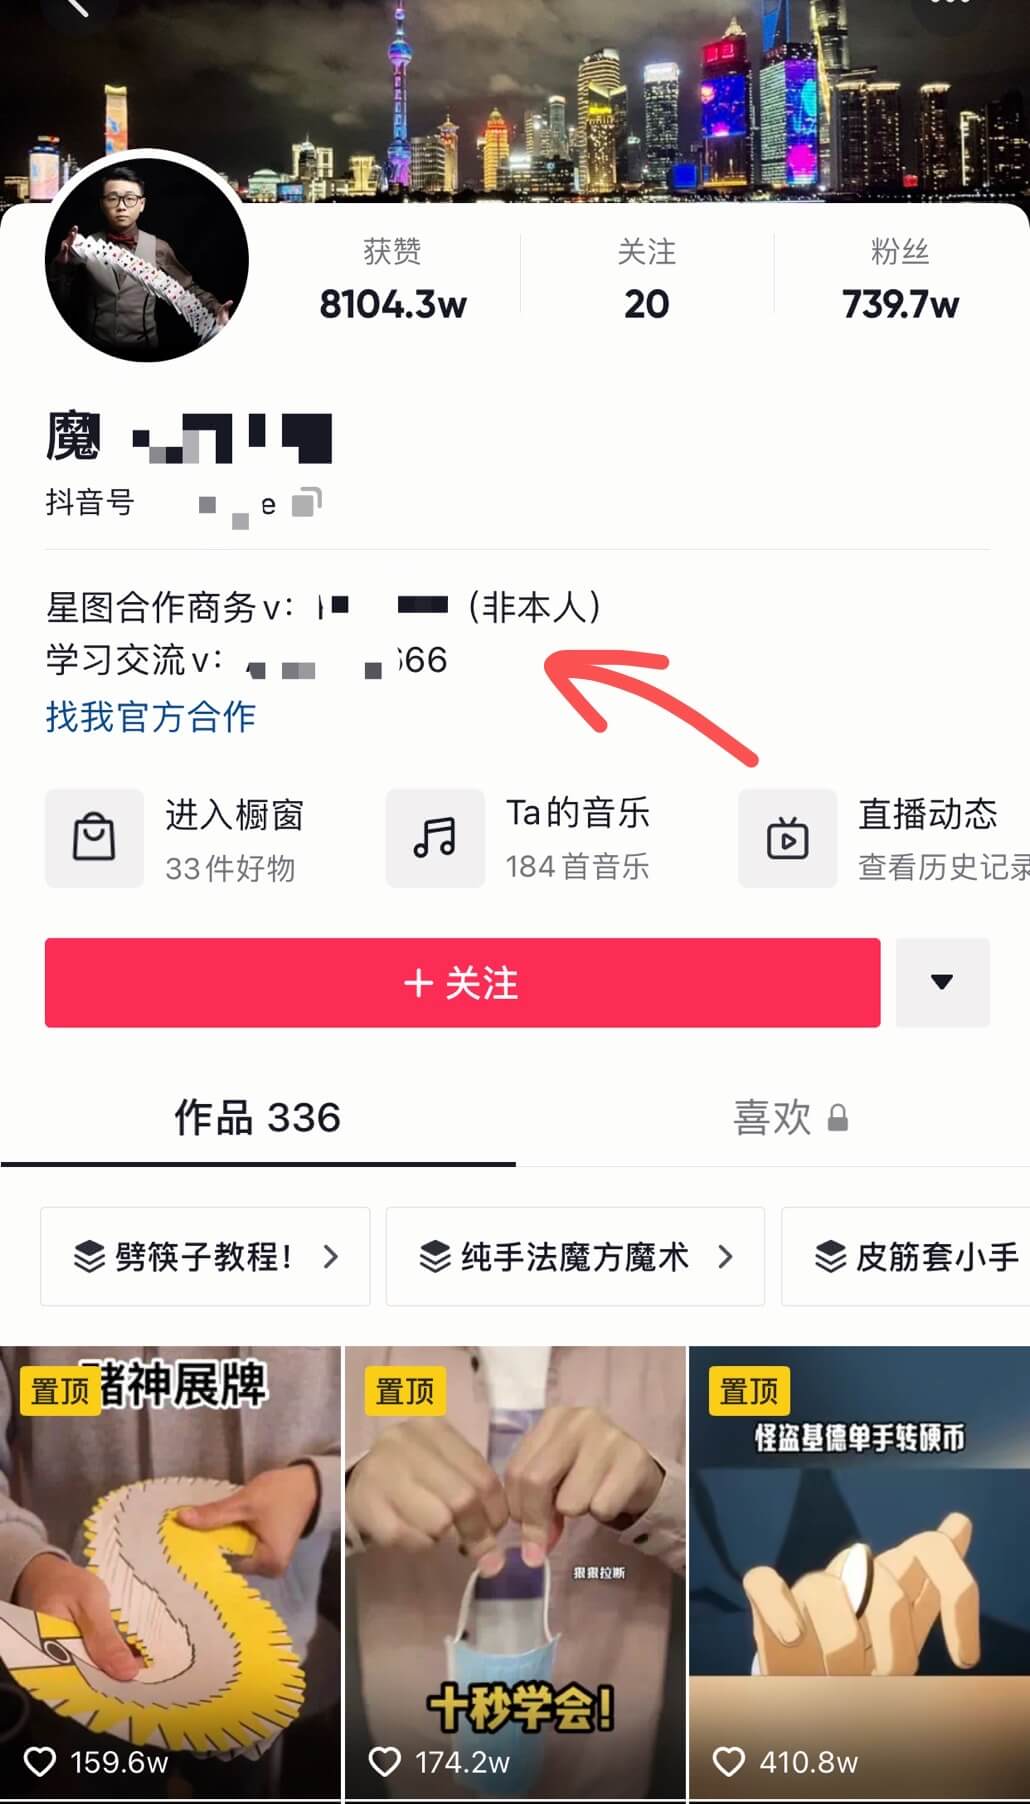 获赞
8104.3w
关注
20
粉丝
739.7w
魔
抖音号 e
星图合作商务v： （非本人）
学习交流v： 66
找我官方合作
进入橱窗
33件好物
Ta的音乐
184首音乐
直播动态
查看历史记录
+ 关注
作品 336
喜欢
劈筷子教程！
纯手法魔方魔术
皮筋套小手
置顶
赌神展牌
159.6w
置顶
狠狠拉断
十秒学会！
174.2w
置顶
怪盗基德单手转硬币
410.8w